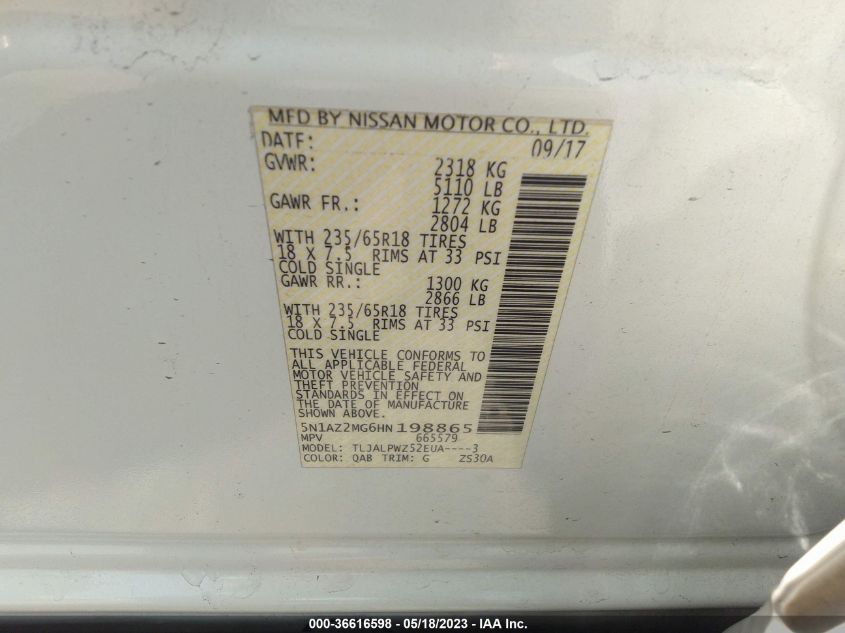 MFD BY NISSAN MOTOR CO., LTD.
DATE: 09/17
GVWR: 2318 KG
5110 LB
GAWR FR.: 1272 KG
2804 LB
WITH 235/65R18 TIRES
18 X 7.5 RIMS AT 33 PSI
COLD SINGLE
GAWR RR.: 1300 KG
2866 LB
WITH 235/65R18 TIRES
18 X 7.5 RIMS AT 33 PSI
COLD SINGLE
THIS VEHICLE CONFORMS TO
ALL APPLICABLE FEDERAL
MOTOR VEHICLE SAFETY AND
THEFT PREVENTION
STANDARDS IN EFFECT ON
THE DATE OF MANUFACTURE
SHOWN ABOVE.
5N1AZ2MG6HN198865
MPV 665579
MODEL: TLJALPWZ52EUA----3
COLOR: QAB TRIM: G ZS30A
000-36616598 - 05/18/2023 - IAA Inc.